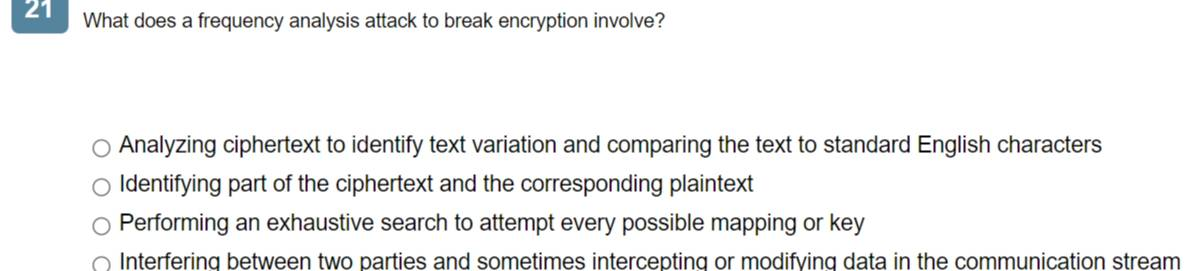 21
What does a frequency analysis attack to break encryption involve?
Analyzing ciphertext to identify text variation and comparing the text to standard English characters
Identifying part of the ciphertext and the corresponding plaintext
Performing an exhaustive search to attempt every possible mapping or key
Interfering between two parties and sometimes intercepting or modifying data in the communication stream